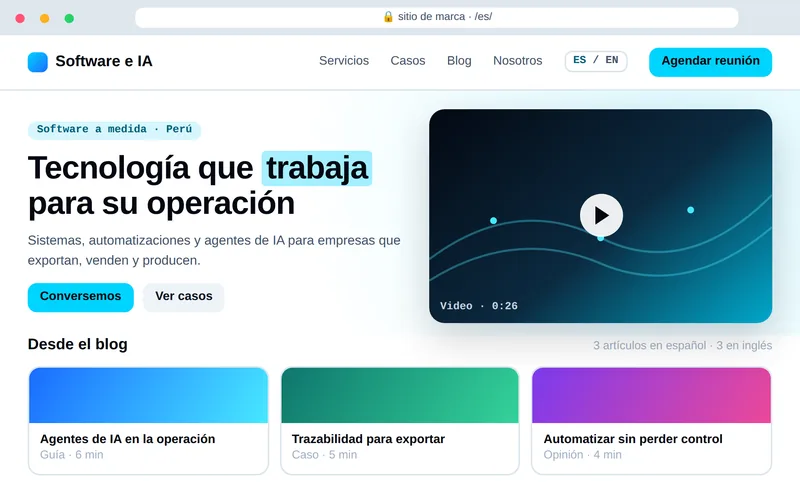 🔒 sitio de marca · /es/
Software e IA
Servicios
Casos
Blog
Nosotros
ES / EN
Agendar reunión
Software a medida · Perú
Tecnología que trabaja
para su operación
Sistemas, automatizaciones y agentes de IA para empresas que
exportan, venden y producen.
Conversemos
Ver casos
Video · 0:26
Desde el blog
3 artículos en español · 3 en inglés
Agentes de IA en la operación
Guía · 6 min
Trazabilidad para exportar
Caso · 5 min
Automatizar sin perder control
Opinión · 4 min